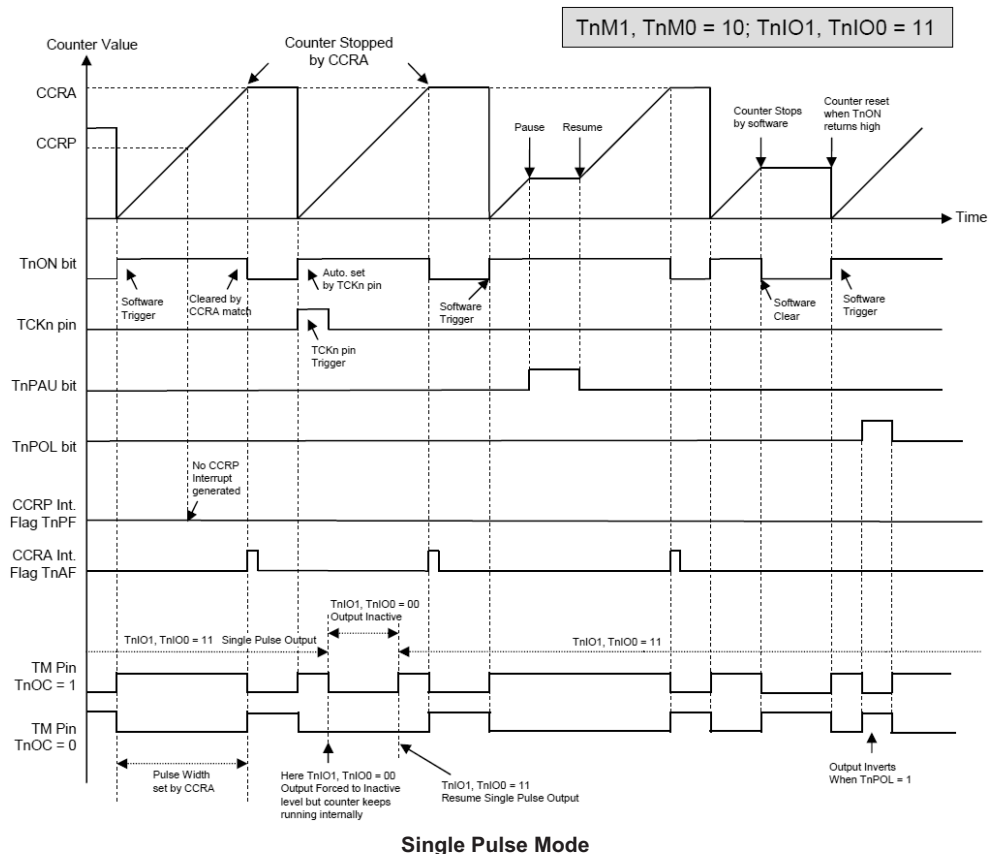 TnM1, TnM0 = 10; TnIO1, TnIO0 = 11
Counter Value
Counter Stopped
by CCRA
CCRA
CCRP
Pause
Resume
Counter Stops
by software
Counter reset
when TnON
returns high
Time
TnON bit
Software
Trigger
Cleared by
CCRA match
Auto. set
by TCKn pin
Software
Trigger
Software
Clear
Software
Trigger
TCKn pin
TCKn pin
Trigger
TnPAU bit
TnPOL bit
No CCRP
Interrupt
generated
CCRP Int.
Flag TnPF
CCRA Int.
Flag TnAF
TnIO1, TnIO0 = 00
Output Inactive
TnIO1, TnIO0 = 11 Single Pulse Output
TnIO1, TnIO0 = 11
TM Pin
TnOC = 1
TM Pin
TnOC = 0
Pulse Width
set by CCRA
Here TnIO1, TnIO0 = 00
Output Forced to Inactive
level but counter keeps
running internally
TnIO1, TnIO0 = 11
Resume Single Pulse Output
Output Inverts
When TnPOL = 1
Single Pulse Mode